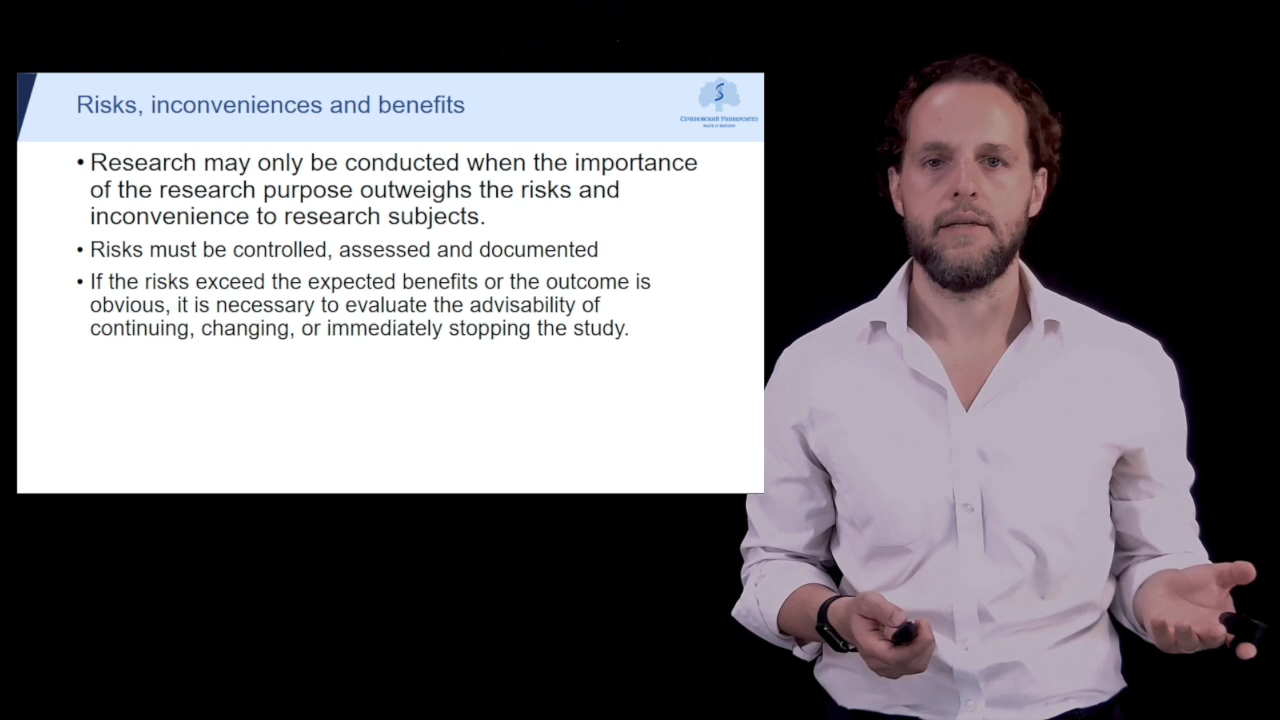 Risks, inconveniences and benefits
Сеченовский Университет
• Research may only be conducted when the importance
of the research purpose outweighs the risks and
inconvenience to research subjects.
• Risks must be controlled, assessed and documented
• If the risks exceed the expected benefits or the outcome is
obvious, it is necessary to evaluate the advisability of
continuing, changing, or immediately stopping the study.